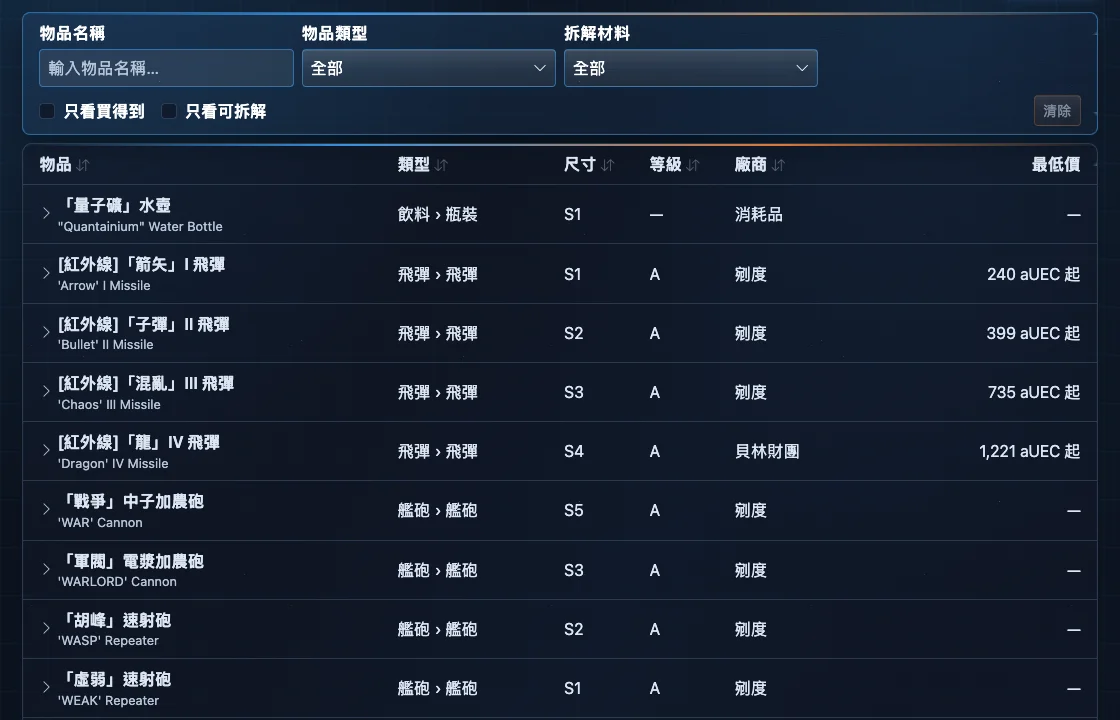 物品名稱 物品類型 拆解材料
輸入物品名稱... 全部 全部
只看買得到 只看可拆解 清除
物品 類型 尺寸 等級 廠商 最低價
「量子礦」水壺
"Quantainium" Water Bottle
飲料 › 瓶裝 S1 — 消耗品 —
[紅外線]「箭矢」I 飛彈
'Arrow' I Missile
飛彈 › 飛彈 S1 A 剜度 240 aUEC 起
[紅外線]「子彈」II 飛彈
'Bullet' II Missile
飛彈 › 飛彈 S2 A 剜度 399 aUEC 起
[紅外線]「混亂」III 飛彈
'Chaos' III Missile
飛彈 › 飛彈 S3 A 剜度 735 aUEC 起
[紅外線]「龍」IV 飛彈
'Dragon' IV Missile
飛彈 › 飛彈 S4 A 貝林財團 1,221 aUEC 起
「戰爭」中子加農砲
'WAR' Cannon
艦砲 › 艦砲 S5 A 剜度 —
「軍閥」電漿加農砲
'WARLORD' Cannon
艦砲 › 艦砲 S3 A 剜度 —
「胡峰」速射砲
'WASP' Repeater
艦砲 › 艦砲 S2 A 剜度 —
「虛弱」速射砲
'WEAK' Repeater
艦砲 › 艦砲 S1 A 剜度 —